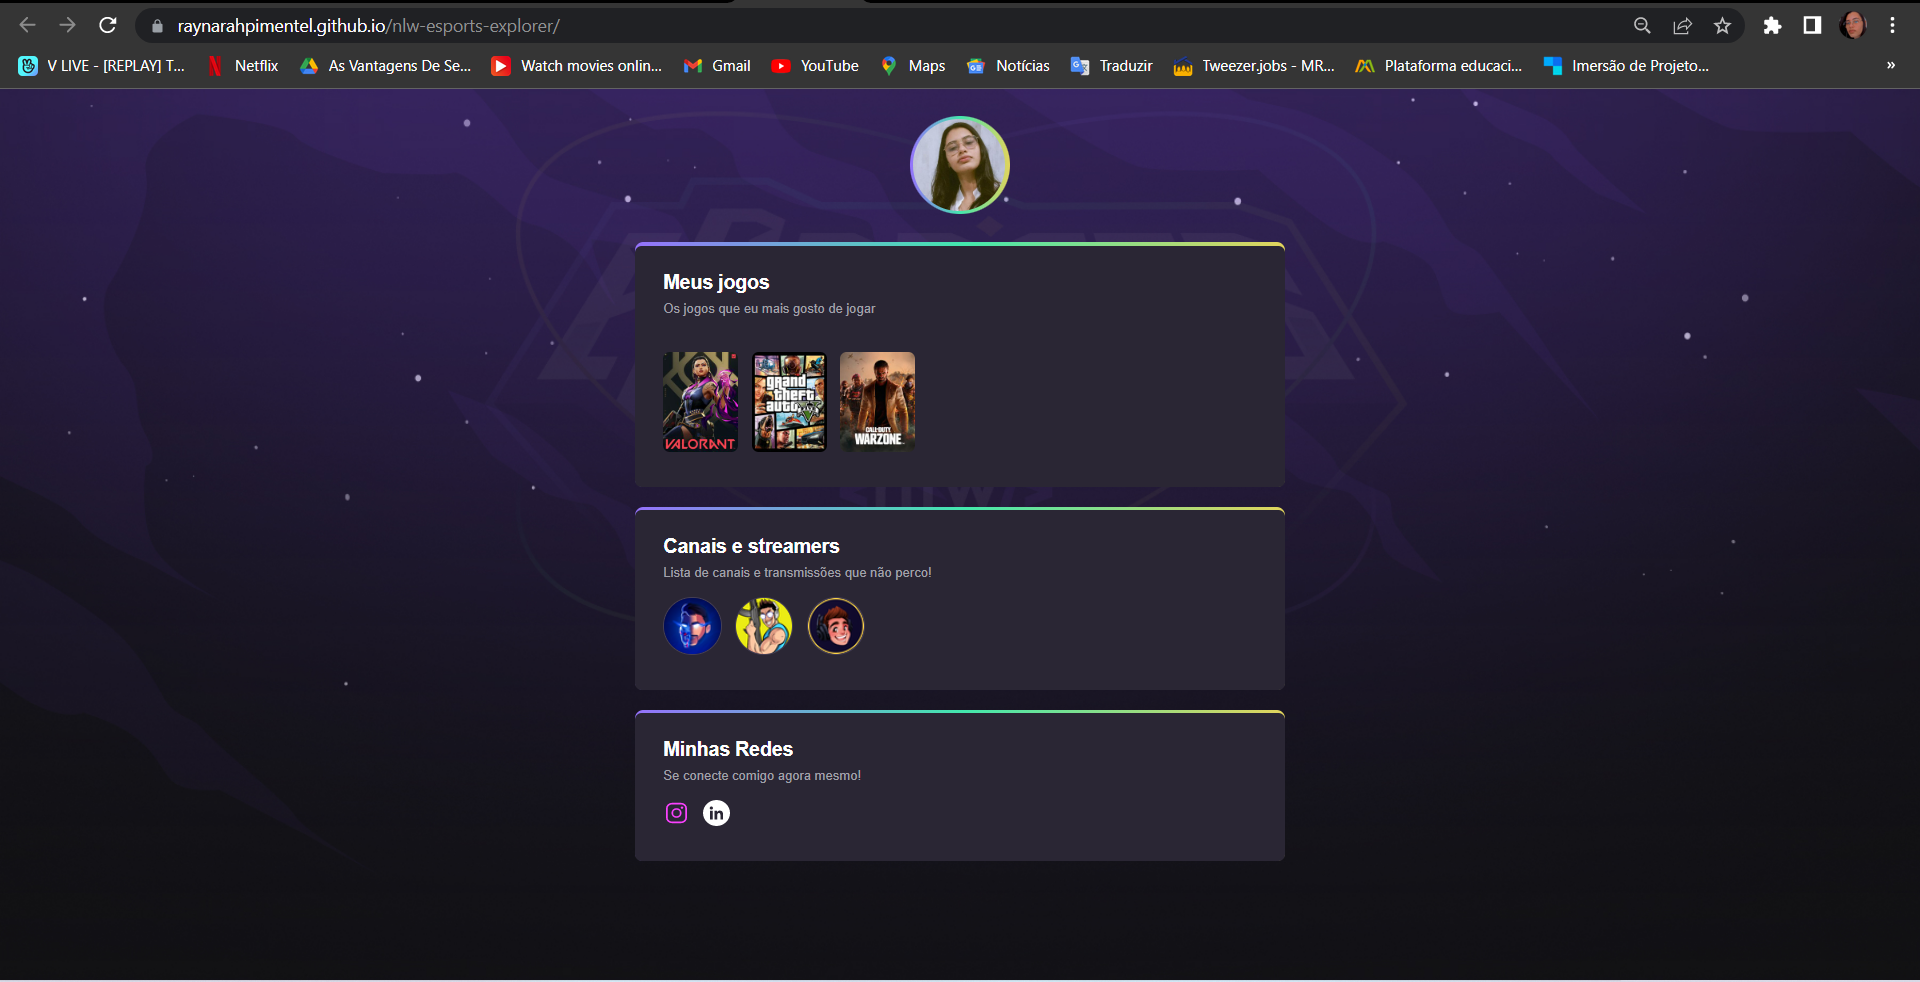 raynarahpimentel.github.io/nlw-esports-explorer/
V LIVE - [REPLAY] T...
Netflix
As Vantagens De Se...
Watch movies onlin...
Gmail
YouTube
Maps
Notícias
Traduzir
Tweezer.jobs - MR...
Plataforma educaci...
Imersão de Projeto...
»
Meus jogos
Os jogos que eu mais gosto de jogar
VALORANT
grand
theft
auto
V
CALL OF DUTY
WARZONE
Canais e streamers
Lista de canais e transmissões que não perco!
Minhas Redes
Se conecte comigo agora mesmo!
in